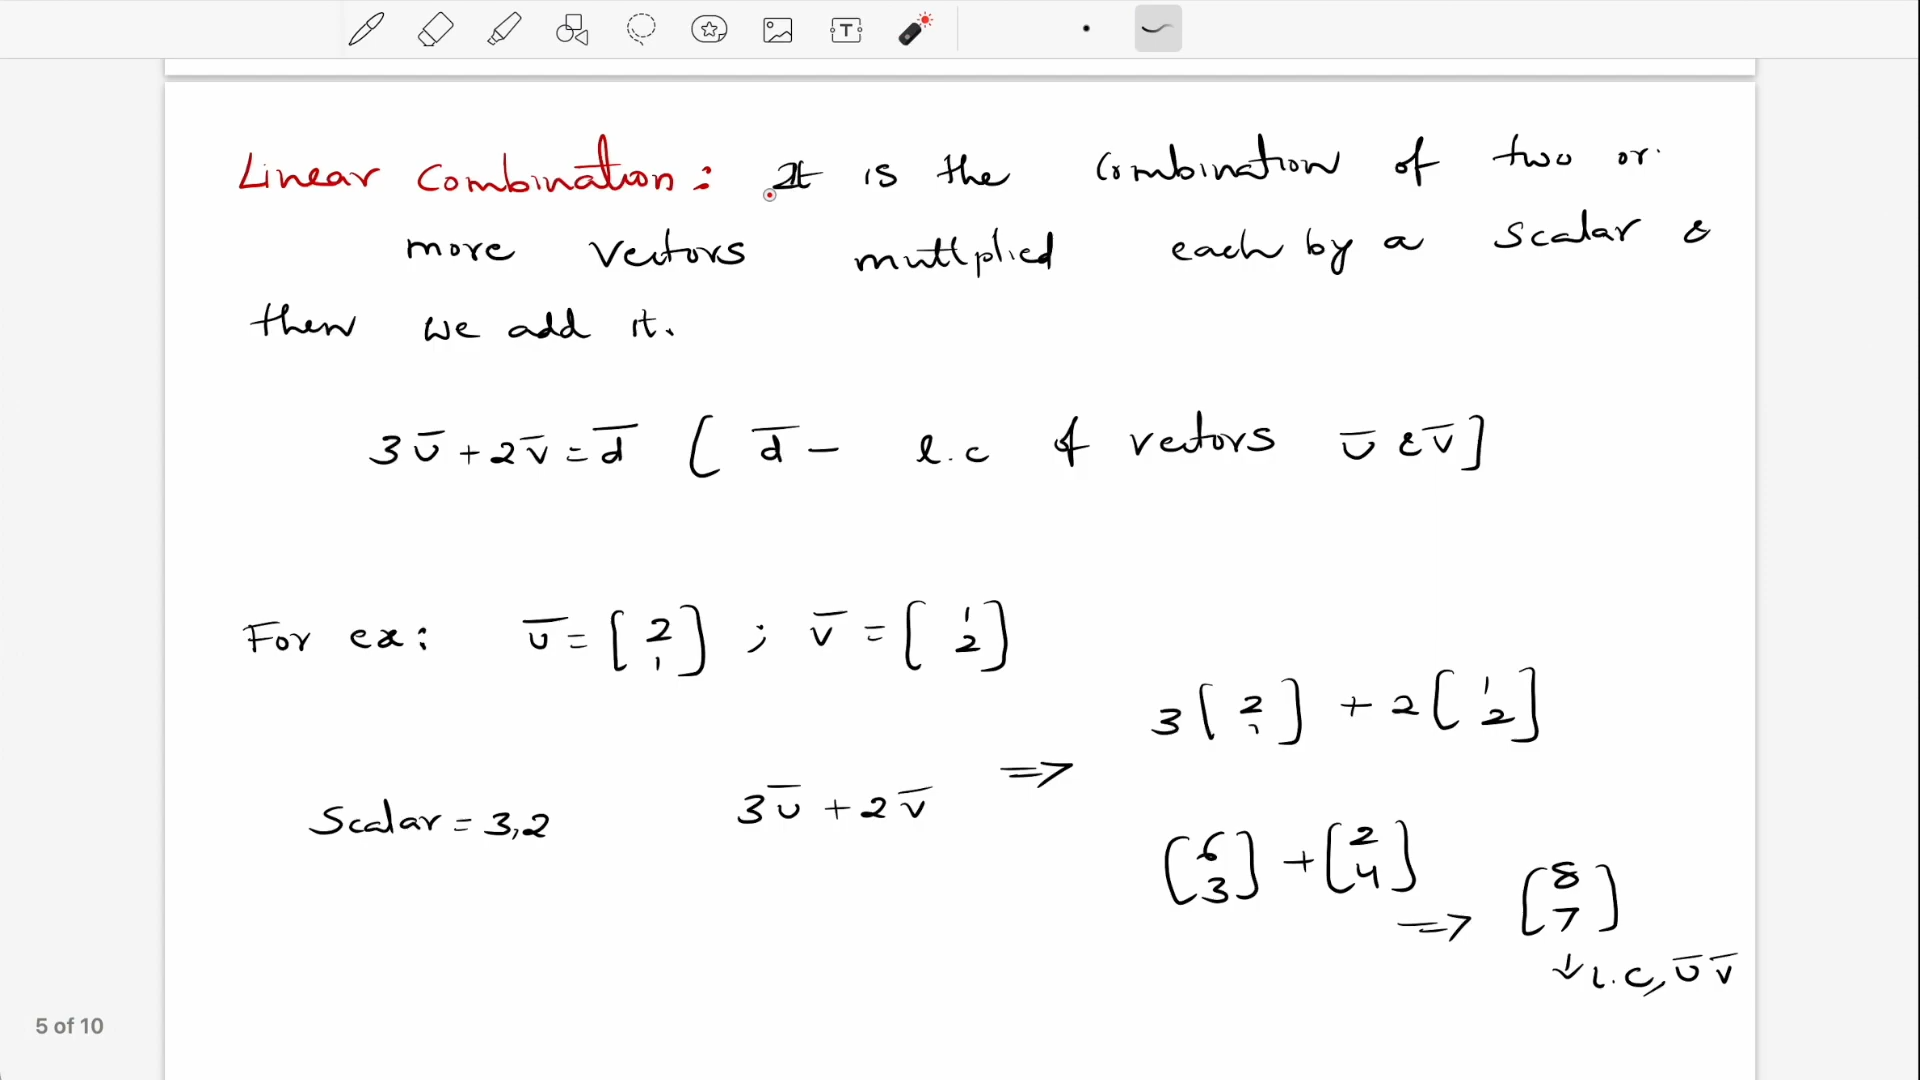 Linear Combination: It is the Combination of two or
more vectors multplied each by a Scalar &
then we add it.
3ū + 2v̄ = d̄ [ d̄ - l.c of vectors ū & v̄ ]
For ex: ū = [ 2 1 ] ; v̄ = [ 1 2 ]
3 [ 2 1 ] + 2 [ 1 2 ]
Scalar = 3,2 3ū + 2v̄ =>
[ 6 3 ] + [ 2 4 ] => [ 8 7 ]
↓ l.c, ū v̄
5 of 10